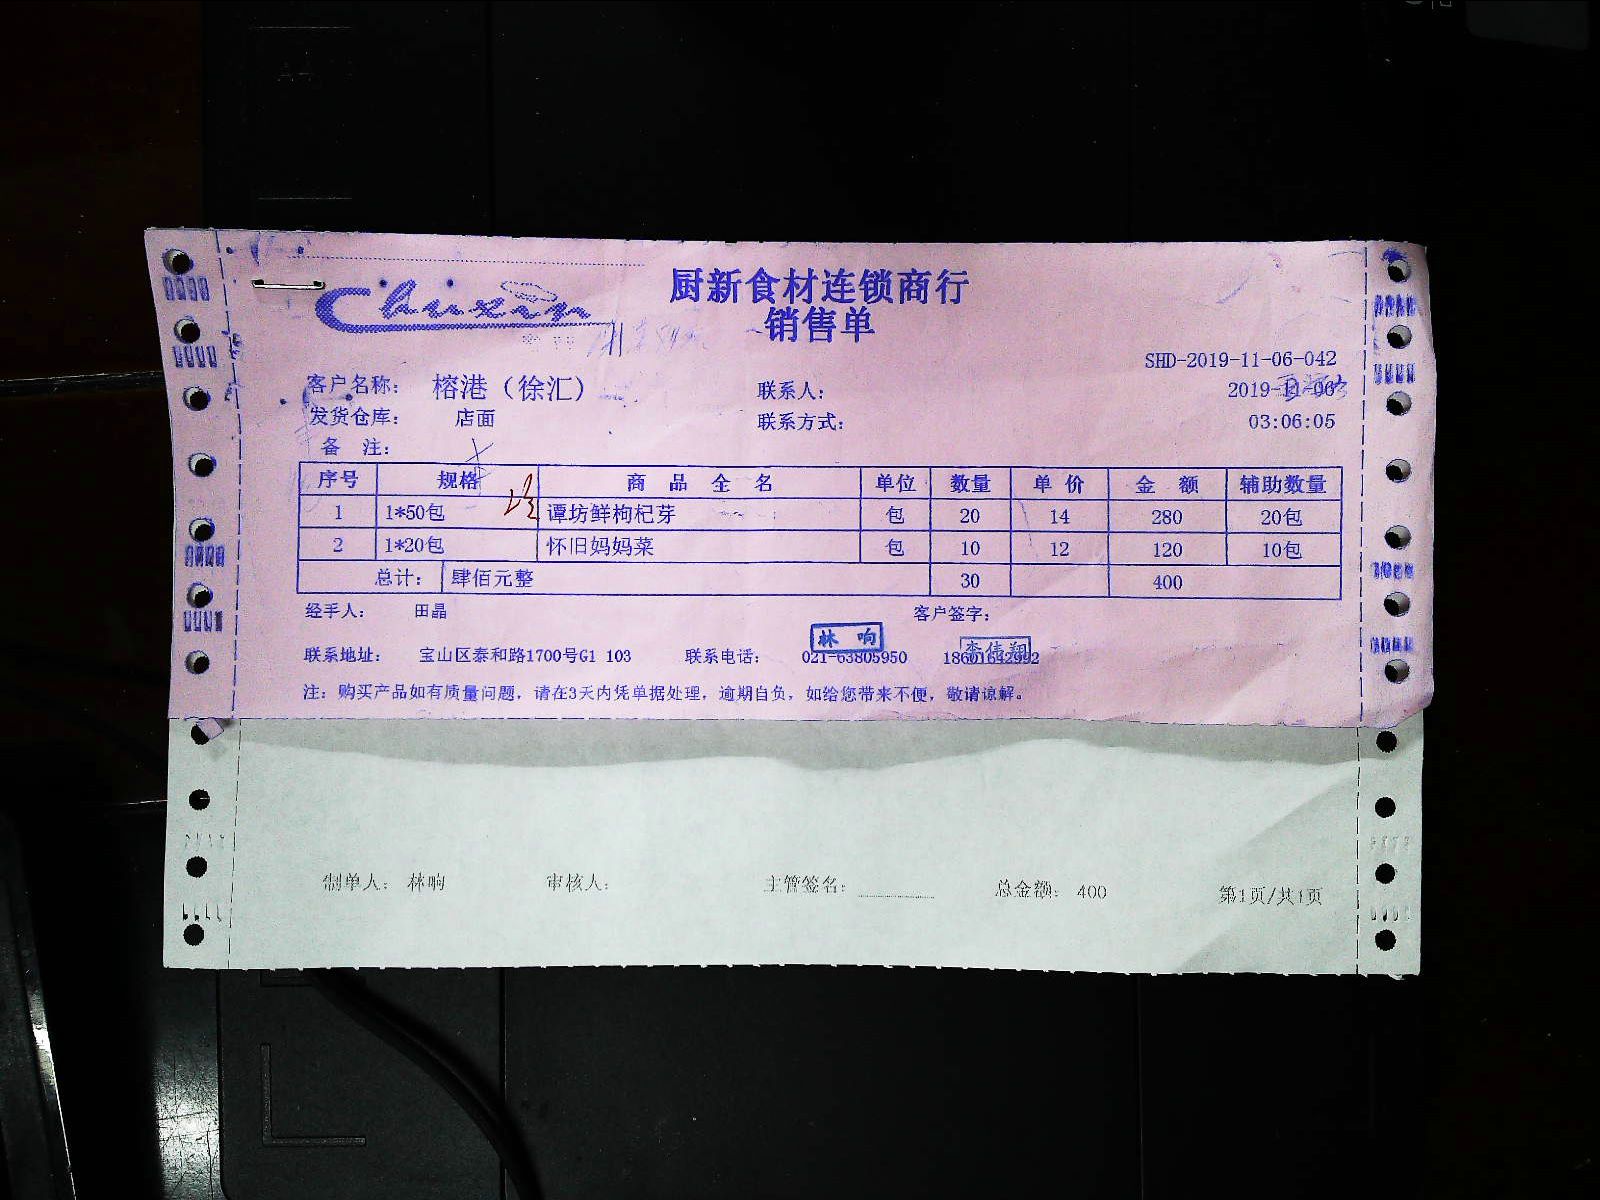 Chuxin
厨新食材连锁商行
销售单
SHD-2019-11-06-042
客户名称: 榕港（徐汇） 联系人: 2019-11-06
发货仓库: 店面 联系方式: 03:06:05
备 注:
序号 规格 商 品 全 名 单位 数量 单 价 金 额 辅助数量
1 1*50包 谭坊鲜枸杞芽 包 20 14 280 20包
2 1*20包 怀旧妈妈菜 包 10 12 120 10包
总计: 肆佰元整 30 400
经手人: 田晶 客户签字:
林 响 李伟翔
联系地址: 宝山区泰和路1700号G1 103 联系电话: 021-63805950 18601642992
注: 购买产品如有质量问题, 请在3天内凭单据处理, 逾期自负, 如给您带来不便, 敬请谅解。
制单人: 林响 审核人: 主管签名: 总金额: 400 第1页/共1页